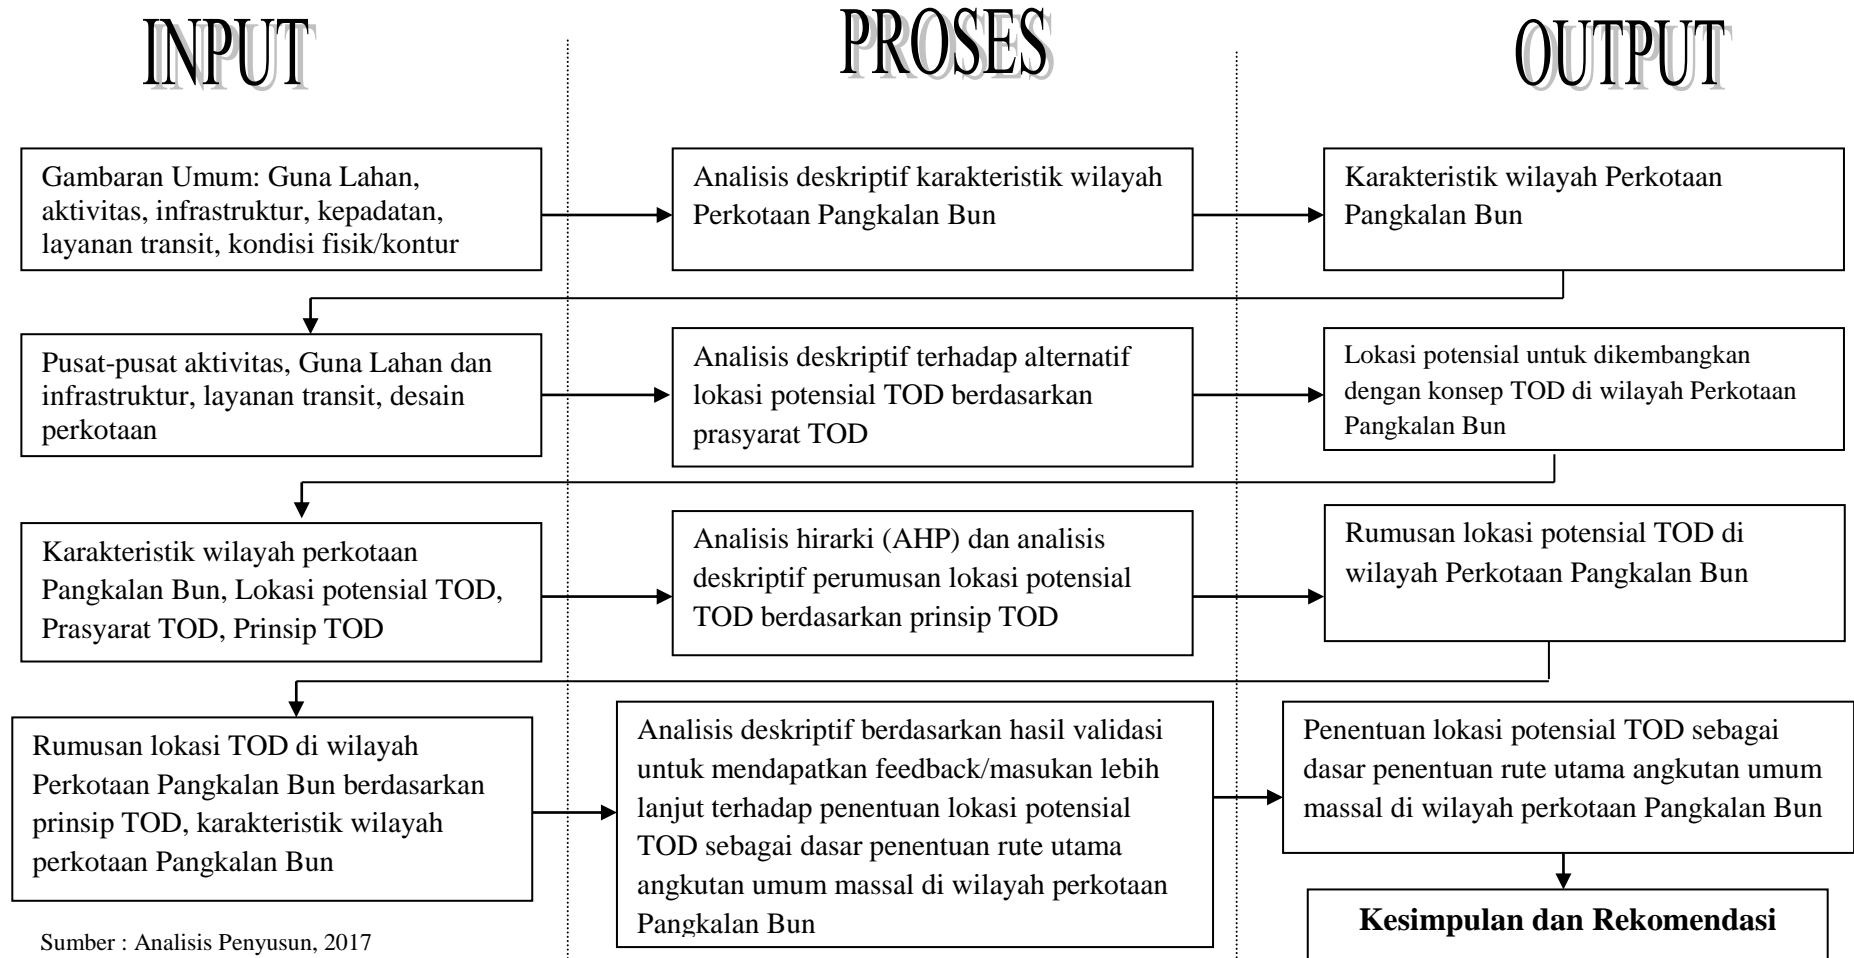 INPUT
PROSES
OUTPUT
Gambaran Umum: Guna Lahan,
aktivitas, infrastruktur, kepadatan,
layanan transit, kondisi fisik/kontur
Analisis deskriptif karakteristik wilayah
Perkotaan Pangkalan Bun
Karakteristik wilayah Perkotaan
Pangkalan Bun
Pusat-pusat aktivitas, Guna Lahan dan
infrastruktur, layanan transit, desain
perkotaan
Analisis deskriptif terhadap alternatif
lokasi potensial TOD berdasarkan
prasyarat TOD
Lokasi potensial untuk dikembangkan
dengan konsep TOD di wilayah Perkotaan
Pangkalan Bun
Karakteristik wilayah perkotaan
Pangkalan Bun, Lokasi potensial TOD,
Prasyarat TOD, Prinsip TOD
Analisis hirarki (AHP) dan analisis
deskriptif perumusan lokasi potensial
TOD berdasarkan prinsip TOD
Rumusan lokasi potensial TOD di
wilayah Perkotaan Pangkalan Bun
Rumusan lokasi TOD di wilayah
Perkotaan Pangkalan Bun berdasarkan
prinsip TOD, karakteristik wilayah
perkotaan Pangkalan Bun
Analisis deskriptif berdasarkan hasil validasi
untuk mendapatkan feedback/masukan lebih
lanjut terhadap penentuan lokasi potensial
TOD sebagai dasar penentuan rute utama
angkutan umum massal di wilayah perkotaan
Pangkalan Bun
Penentuan lokasi potensial TOD sebagai
dasar penentuan rute utama angkutan umum
massal di wilayah perkotaan Pangkalan Bun
Kesimpulan dan Rekomendasi
Sumber : Analisis Penyusun, 2017